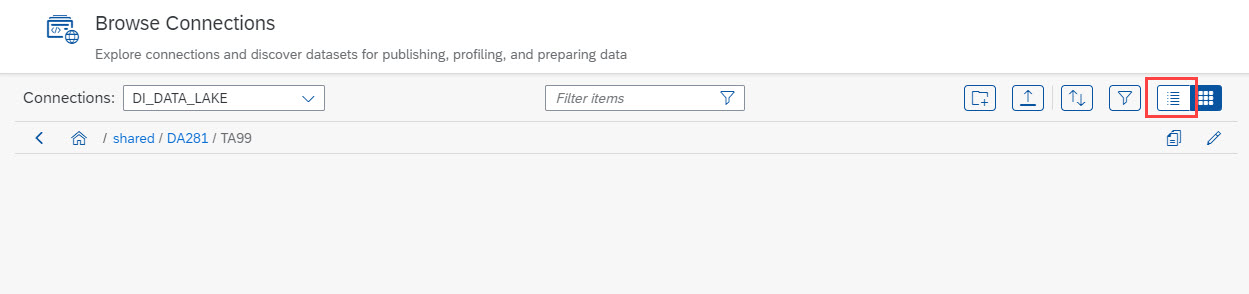 Browse Connections
Explore connections and discover datasets for publishing, profiling, and preparing data
Connections: DI_DATA_LAKE Filter items
/ shared / DA281 / TA99